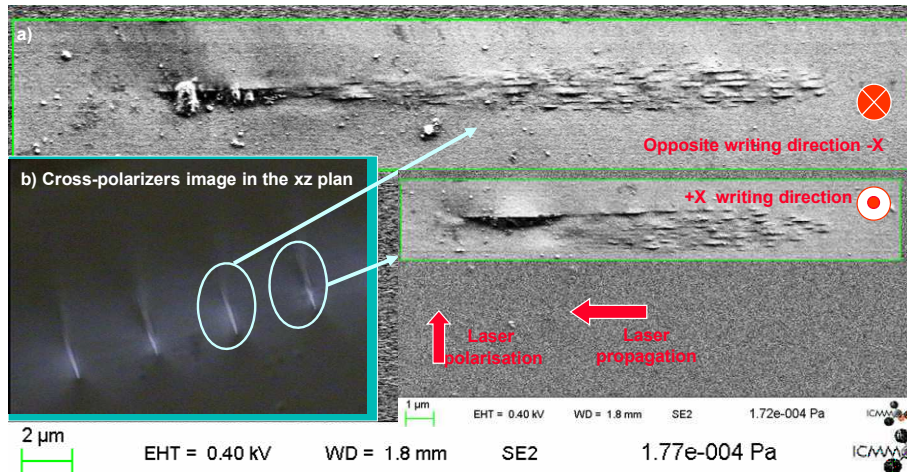 a)
Opposite writing direction -X
b) Cross-polarizers image in the xz plan
+X writing direction
Laser polarisation
Laser propagation
1 µm EHT = 0.40 kV WD = 1.8 mm SE2 1.72e-004 Pa ICMMO
2 µm EHT = 0.40 kV WD = 1.8 mm SE2 1.77e-004 Pa ICMM